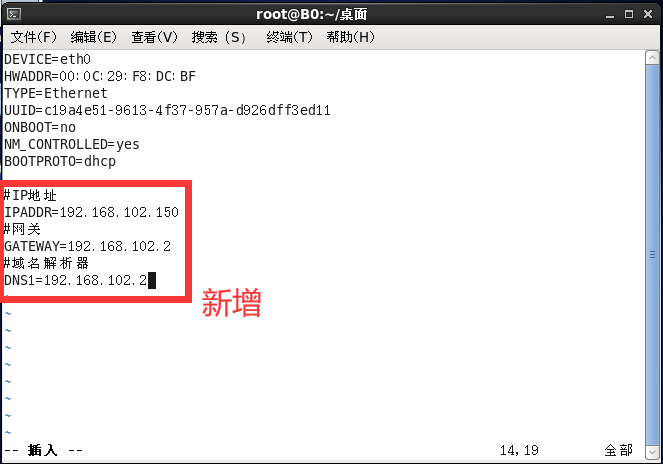 root@B0:~/桌面
文件(F) 编辑(E) 查看(V) 搜索 (S) 终端(T) 帮助(H)
DEVICE=eth0
HWADDR=00:0C:29:F8:DC:BF
TYPE=Ethernet
UUID=c19a4e51-9613-4f37-957a-d926dff3ed11
ONBOOT=no
NM_CONTROLLED=yes
BOOTPROTO=dhcp
#IP地址
IPADDR=192.168.102.150
#网关
GATEWAY=192.168.102.2
#域名解析器
DNS1=192.168.102.2
新增
~
~
~
~
~
~
~
~
-- 插入 -- 14,19 全部